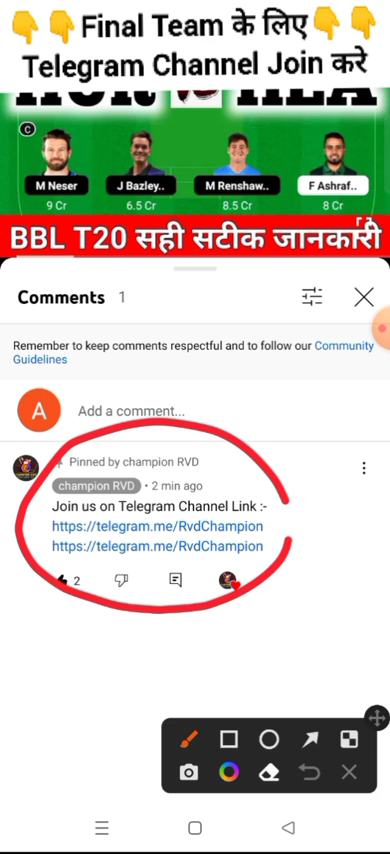 👇👇Final Team के लिए👇👇
Telegram Channel Join करे
C
M Neser
J Bazley..
M Renshaw..
F Ashraf..
9 Cr
6.5 Cr
8.5 Cr
8 Cr
BBL T20 सही सटीक जानकारी
Comments 1
Remember to keep comments respectful and to follow our Community
Guidelines
A
Add a comment...
Pinned by champion RVD
champion RVD • 2 min ago
Join us on Telegram Channel Link :-
https://telegram.me/RvdChampion
https://telegram.me/RvdChampion
2